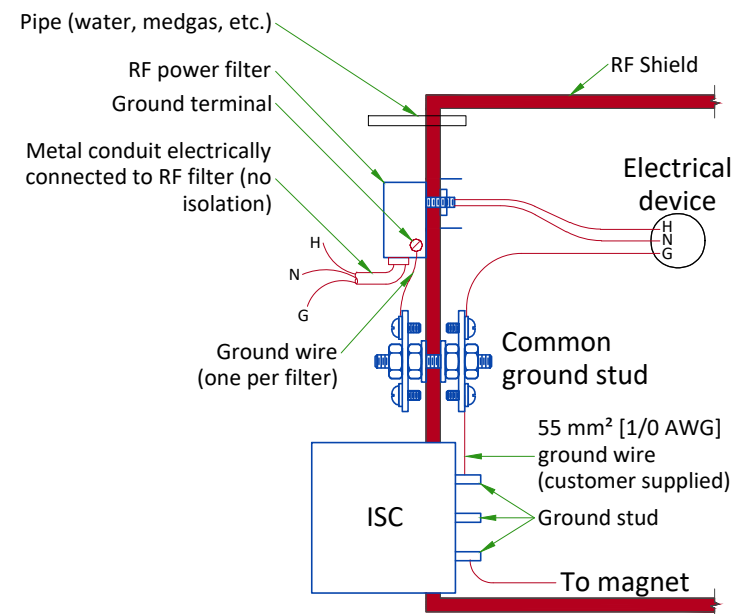 Pipe (water, medgas, etc.)
RF power filter
Ground terminal
Metal conduit electrically
connected to RF filter (no
isolation)
H
N
G
Ground wire
(one per filter)
RF Shield
Electrical
device
H
N
G
Common
ground stud
55 mm² [1/0 AWG]
ground wire
(customer supplied)
Ground stud
ISC
To magnet